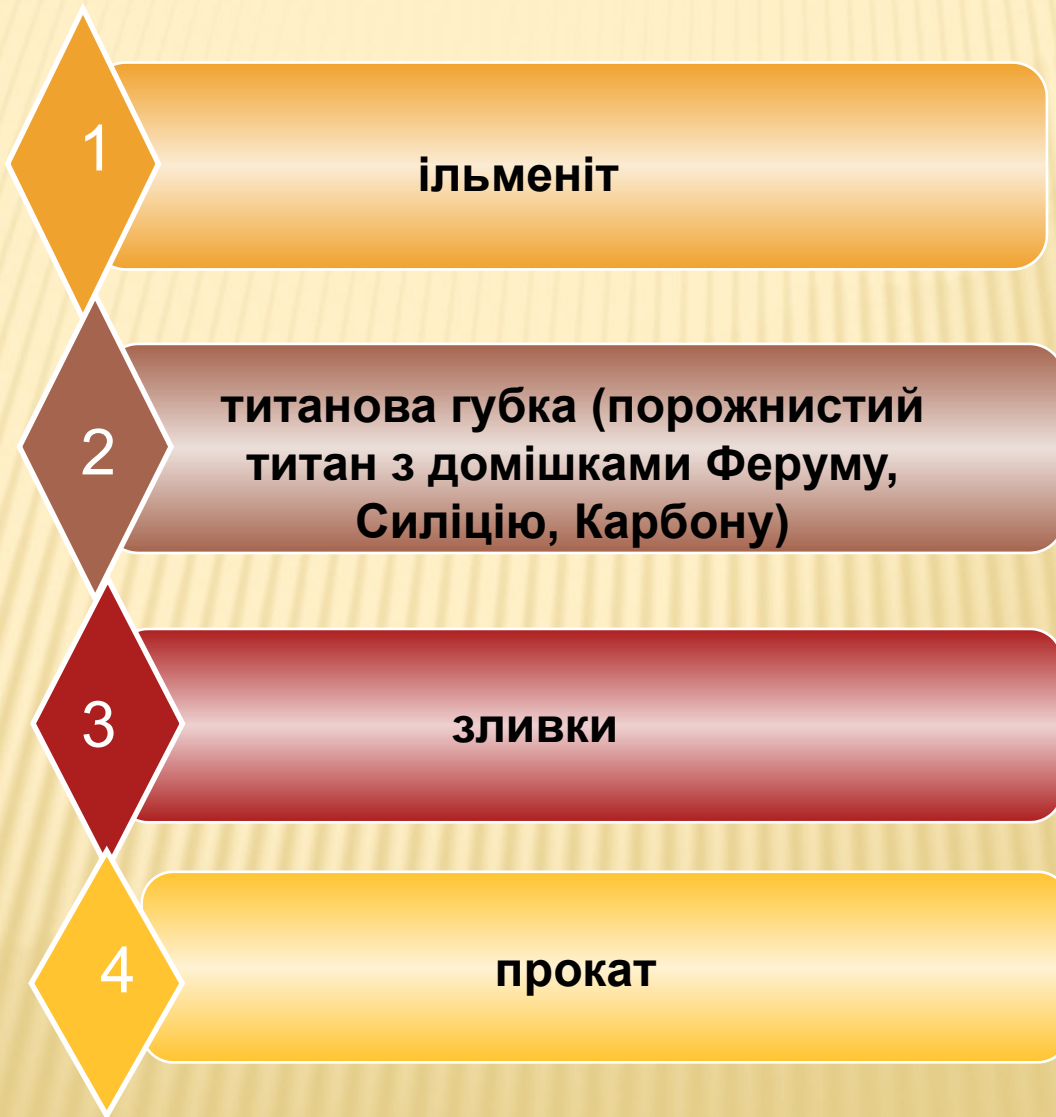 1
ільменіт
2
титанова губка (порожнистий
титан з домішками Феруму,
Силіцію, Карбону)
3
зливки
4
прокат